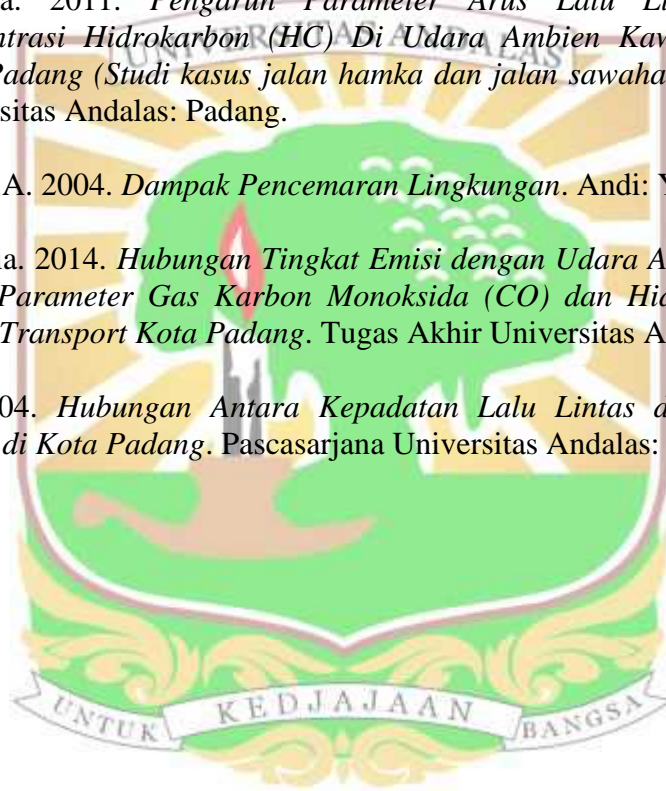 a. 2011. Pengaruh Parameter Arus Lalu Li
ntrasi Hidrokarbon (HC) Di Udara Ambien Kaw
Padang (Studi kasus jalan hamka dan jalan sawaha
UNIVERSITAS ANDALAS
sitas Andalas: Padang.
A. 2004. Dampak Pencemaran Lingkungan. Andi: Y
na. 2014. Hubungan Tingkat Emisi dengan Udara A
Parameter Gas Karbon Monoksida (CO) dan Hid
Transport Kota Padang. Tugas Akhir Universitas A
04. Hubungan Antara Kepadatan Lalu Lintas d
di Kota Padang. Pascasarjana Universitas Andalas:
UNTUK KEDJAJAAN BANGSA